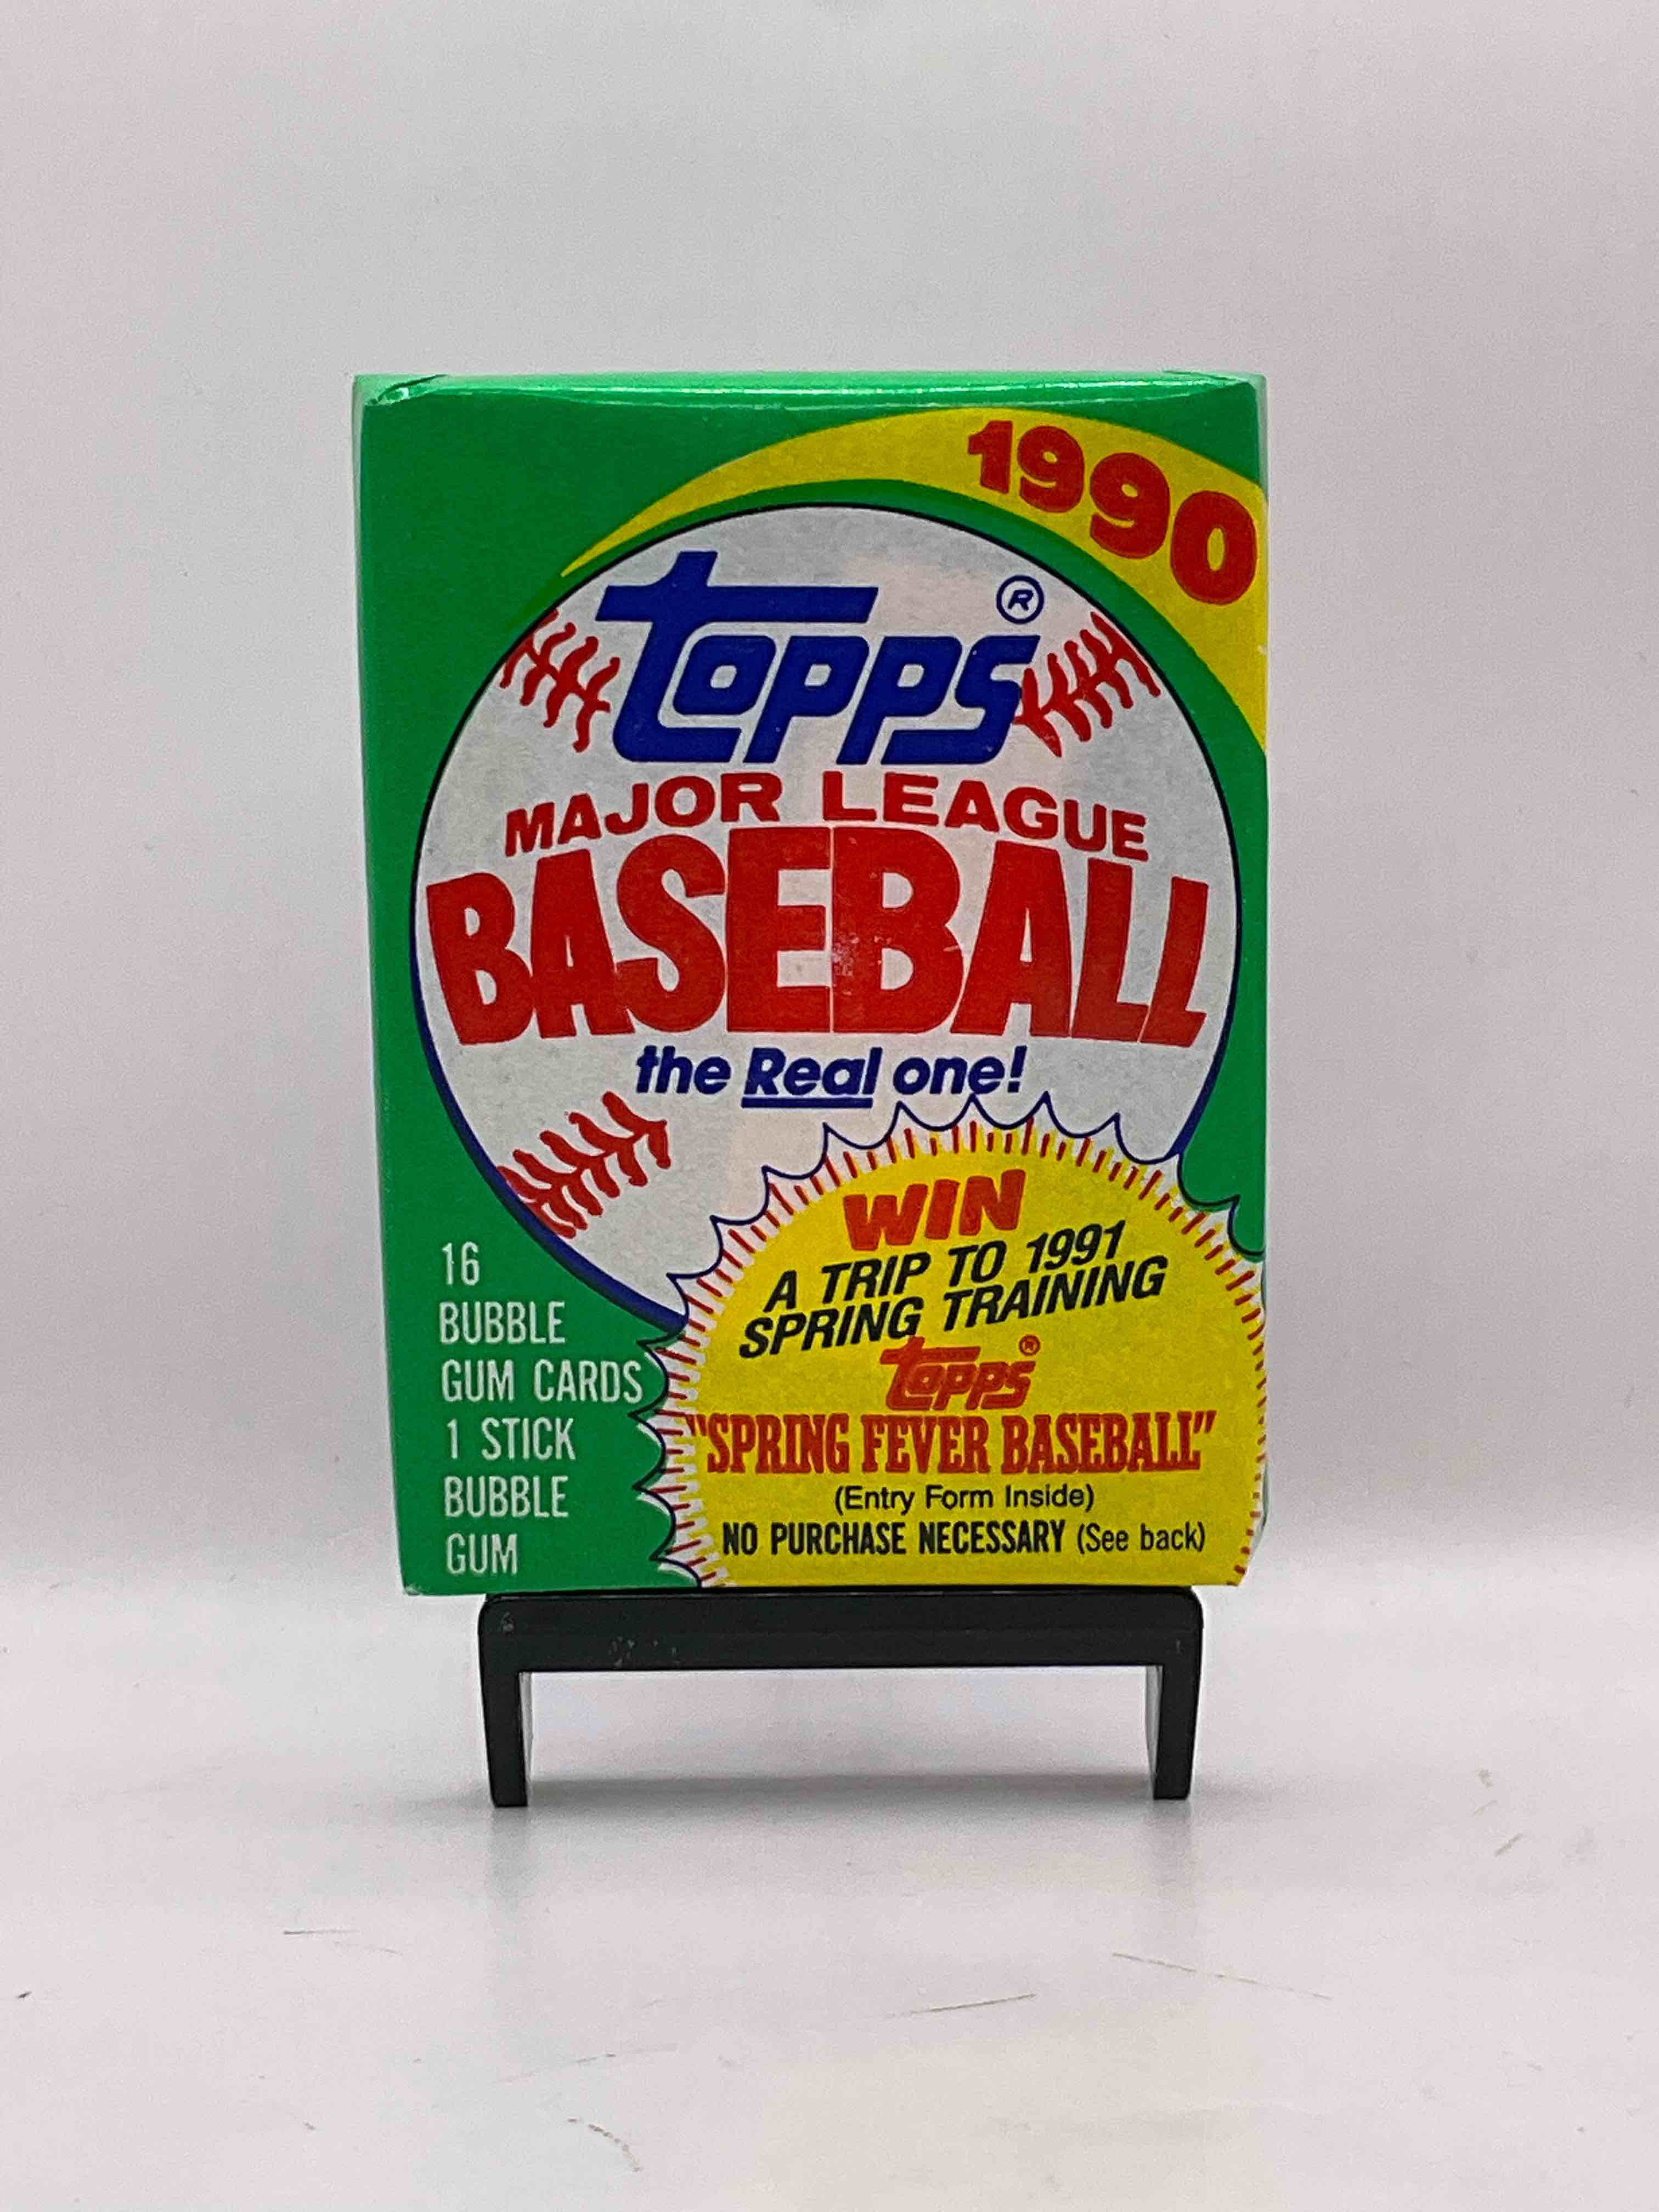 1990
topps®
MAJOR LEAGUE
BASEBALL
the Real one!
16
BUBBLE
GUM CARDS
1 STICK
BUBBLE
GUM
WIN
A TRIP TO 1991
SPRING TRAINING
topps®
"SPRING FEVER BASEBALL"
(Entry Form Inside)
NO PURCHASE NECESSARY (See back)